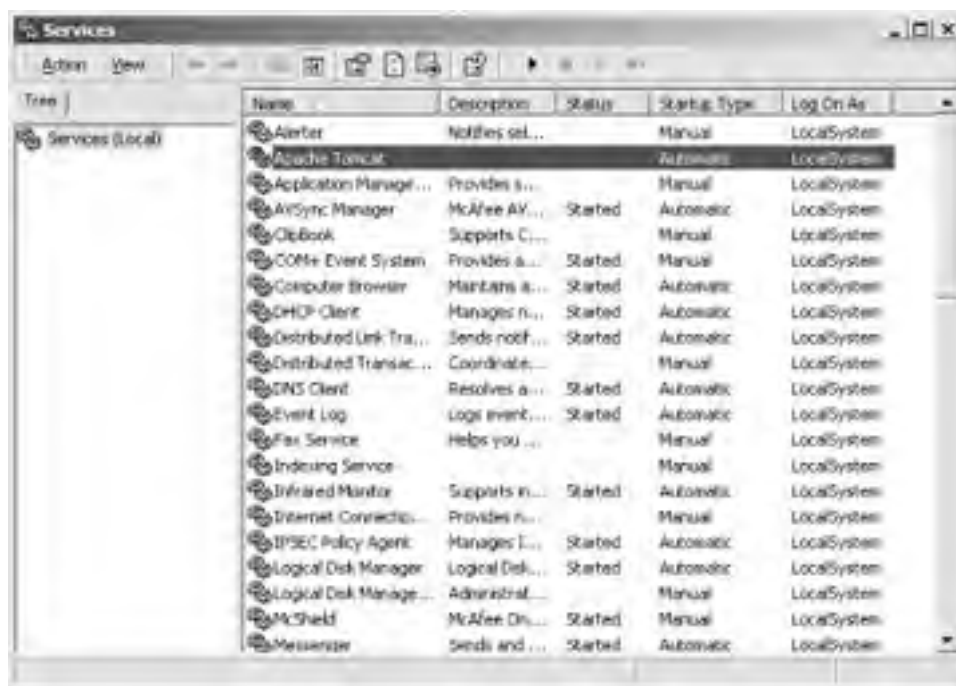 Services
Action View
Tree
Name Description Status Startup Type Log On As
Services (Local)
Alerter Notifies sel... Manual LocalSystem
Apache Tomcat Automatic LocalSystem
Application Manage... Provides s... Manual LocalSystem
AVSync Manager McAfee AV... Started Automatic LocalSystem
ClipBook Supports C... Manual LocalSystem
COM+ Event System Provides a... Started Manual LocalSystem
Computer Browser Maintains a... Started Automatic LocalSystem
DHCP Client Manages n... Started Automatic LocalSystem
Distributed Link Tra... Sends notif... Started Automatic LocalSystem
Distributed Transac... Coordinate... Manual LocalSystem
DNS Client Resolves a... Started Automatic LocalSystem
Event Log Logs event... Started Automatic LocalSystem
Fax Service Helps you ... Manual LocalSystem
Indexing Service Manual LocalSystem
Infrared Monitor Supports in... Started Automatic LocalSystem
Internet Connectio... Provides n... Manual LocalSystem
IPSEC Policy Agent Manages I... Started Automatic LocalSystem
Logical Disk Manager Logical Disk... Started Automatic LocalSystem
Logical Disk Manage... Administrat... Manual LocalSystem
McShield McAfee On... Started Manual LocalSystem
Messenger Sends and ... Started Automatic LocalSystem